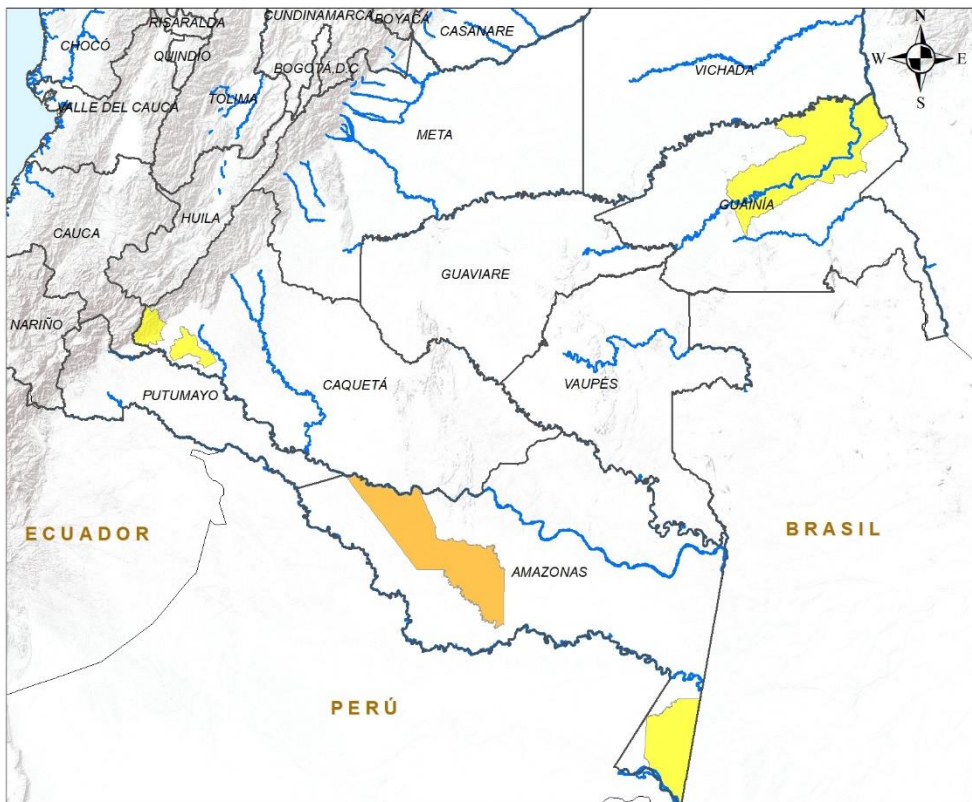 CUNDINAMARCA
BOYACÁ
RISARALDA
CASANARE
N
CHOCÓ
QUINDÍO
BOGOTÁ,D.C
W
E
VICHADA
S
VALLE DEL CAUCA
TOLIMA
META
GUAINÍA
HUILA
CAUCA
GUAVIARE
NARIÑO
CAQUETÁ
VAUPÉS
PUTUMAYO
ECUADOR
BRASIL
AMAZONAS
PERÚ